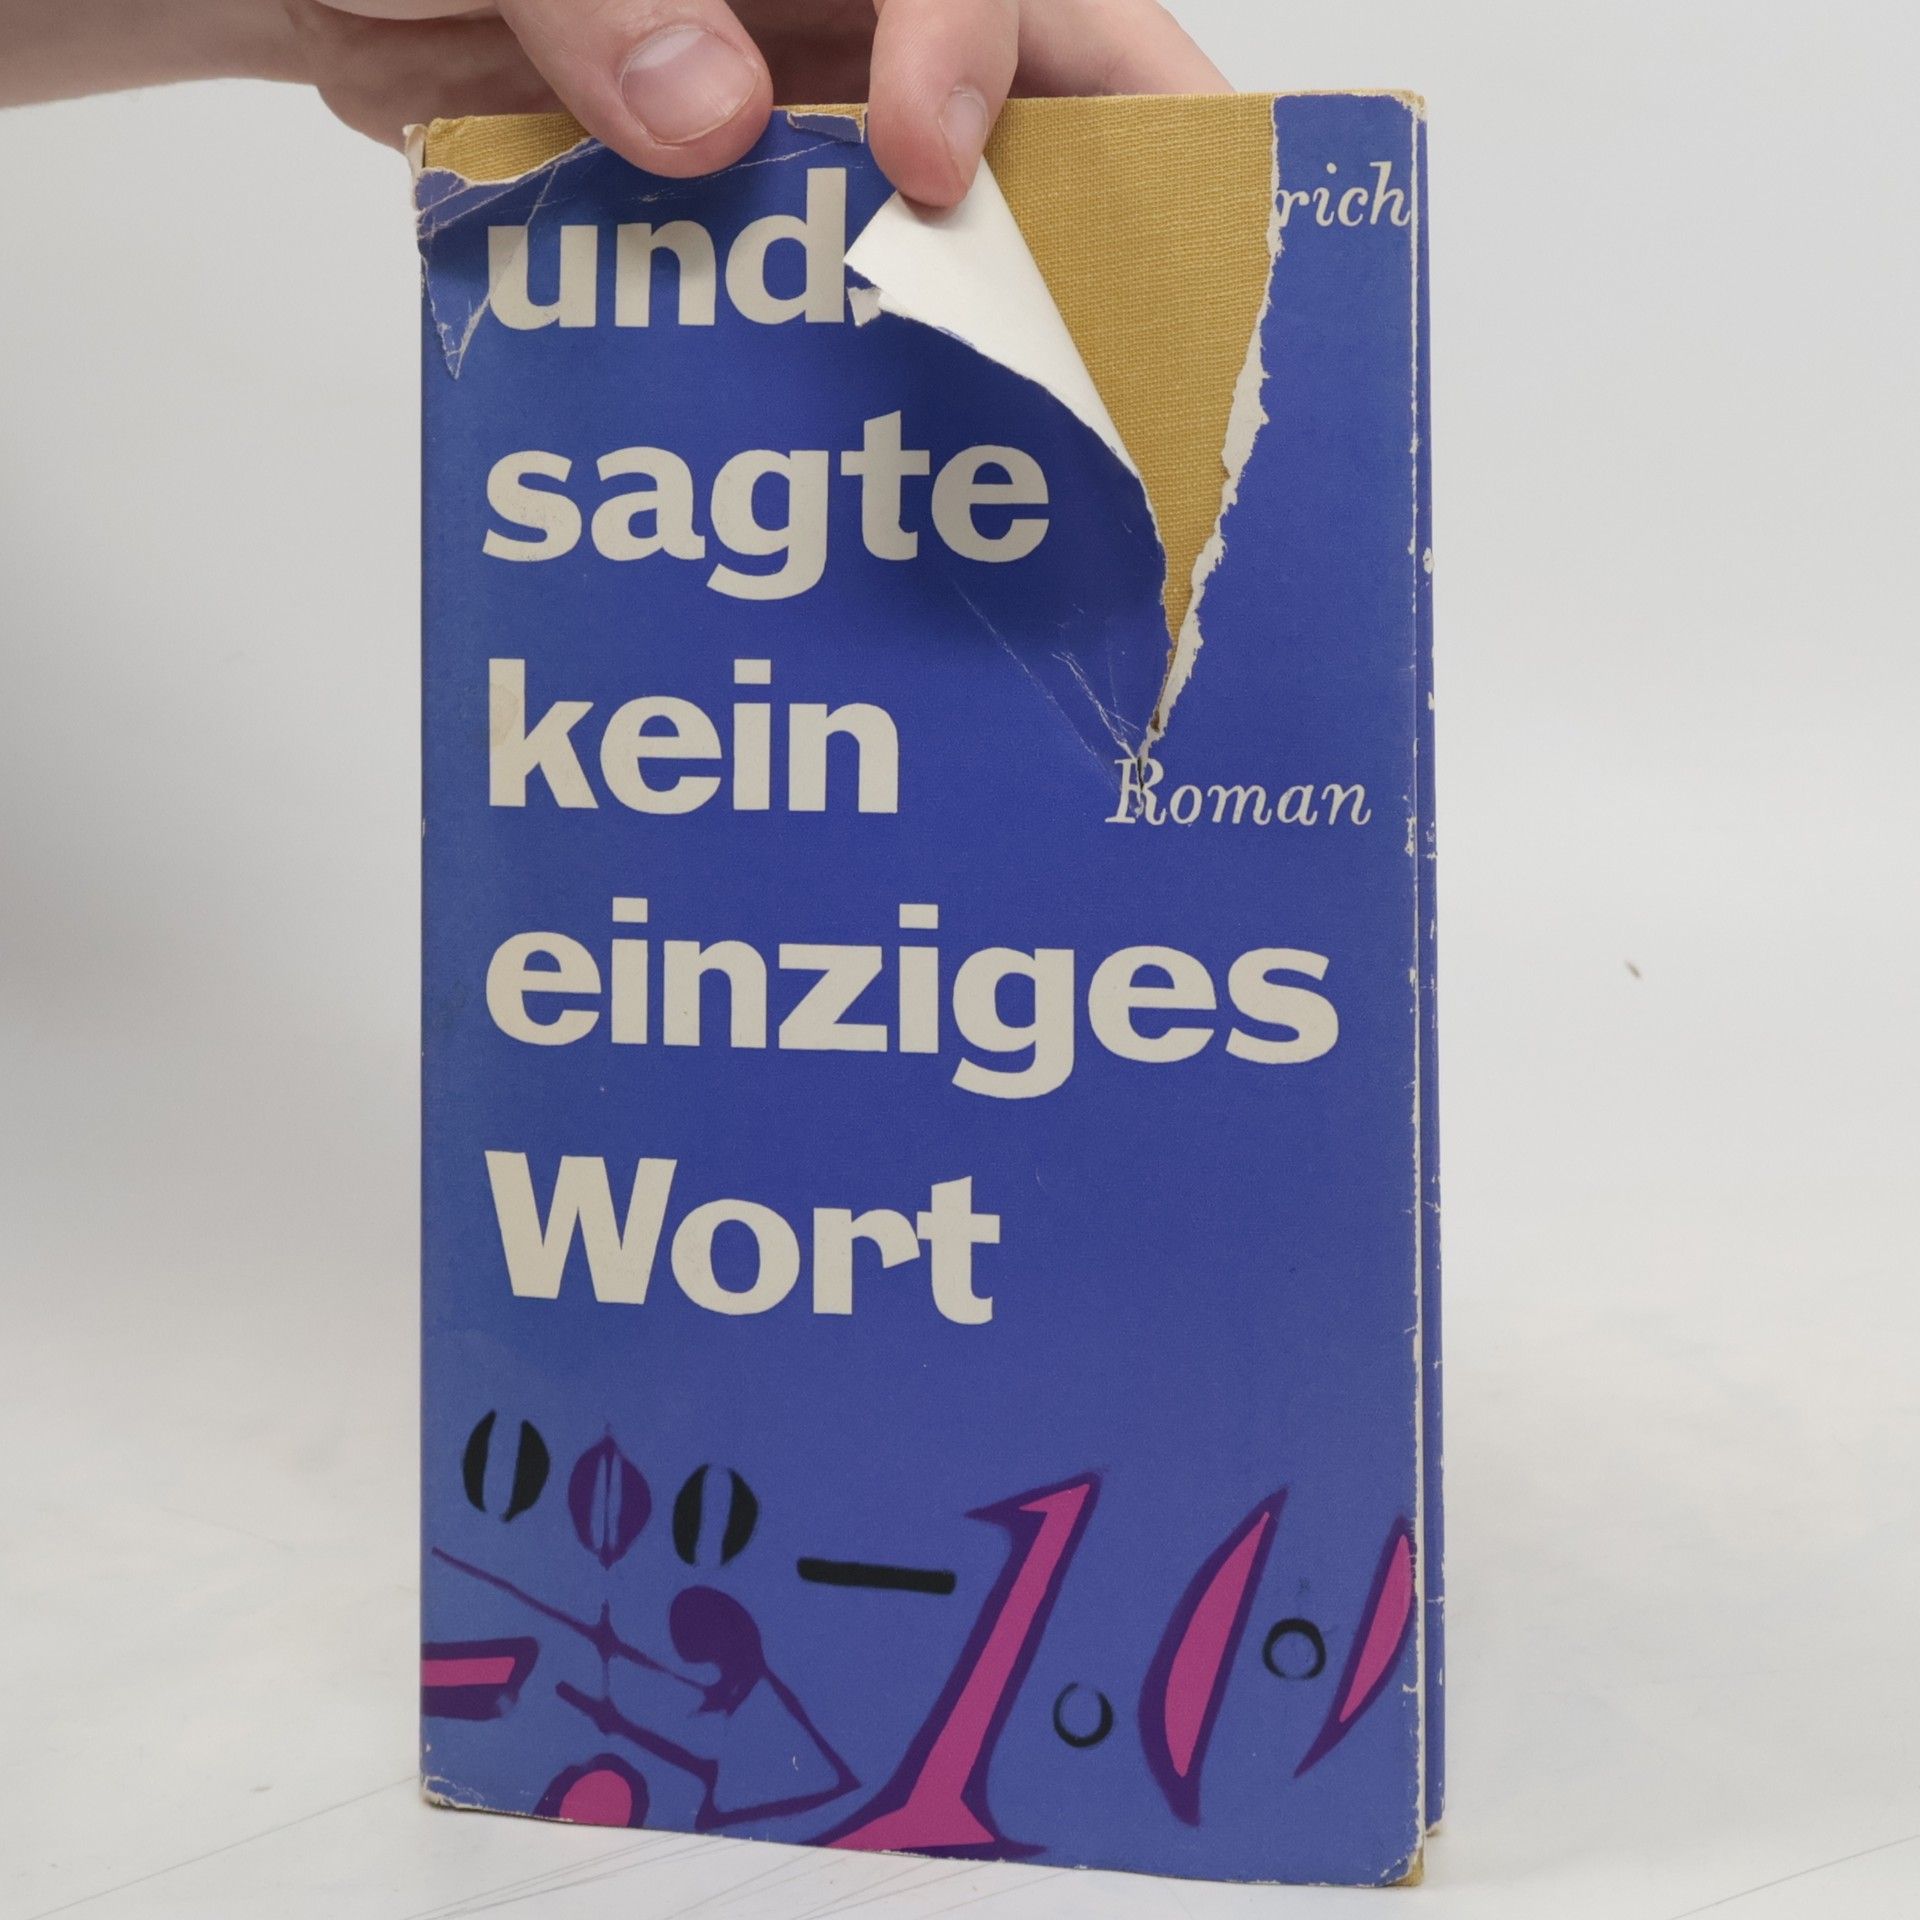 und
rich
sagte
kein
Roman
einziges
Wort